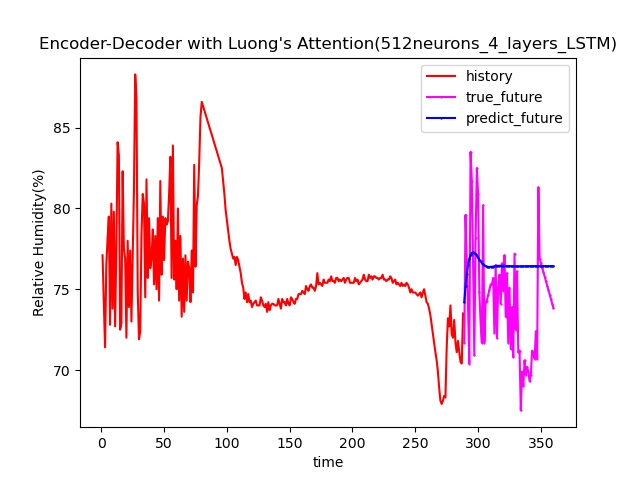 Encoder-Decoder with Luong's Attention(512neurons_4_layers_LSTM)
history
true_future
predict_future
Relative Humidity(%)
85
80
75
70
0 50 100 150 200 250 300 350
time